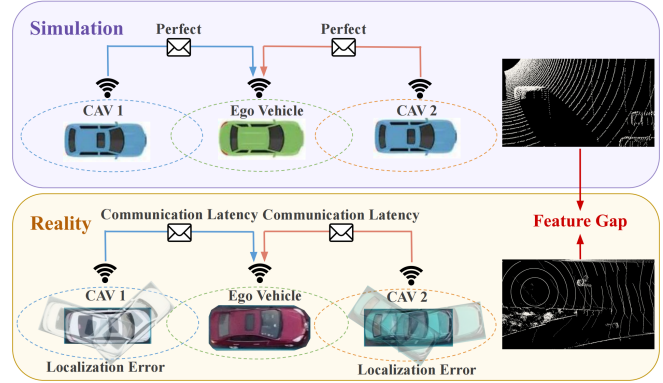 Simulation
Perfect
Perfect
CAV 1
Ego Vehicle
CAV 2
Feature Gap
Reality
Communication Latency
Communication Latency
CAV 1
Ego Vehicle
CAV 2
Localization Error
Localization Error